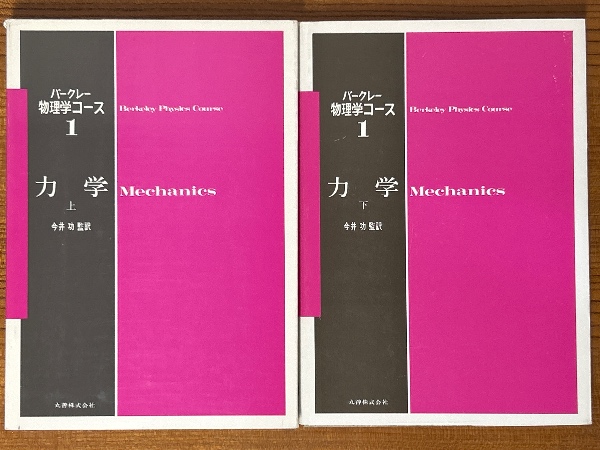 バークレー
物理学コース
1
Berkeley Physics Course
力学
Mechanics
上
今井 功 監訳
丸善株式会社
バークレー
物理学コース
1
Berkeley Physics Course
力学
Mechanics
下
今井 功 監訳
丸善株式会社